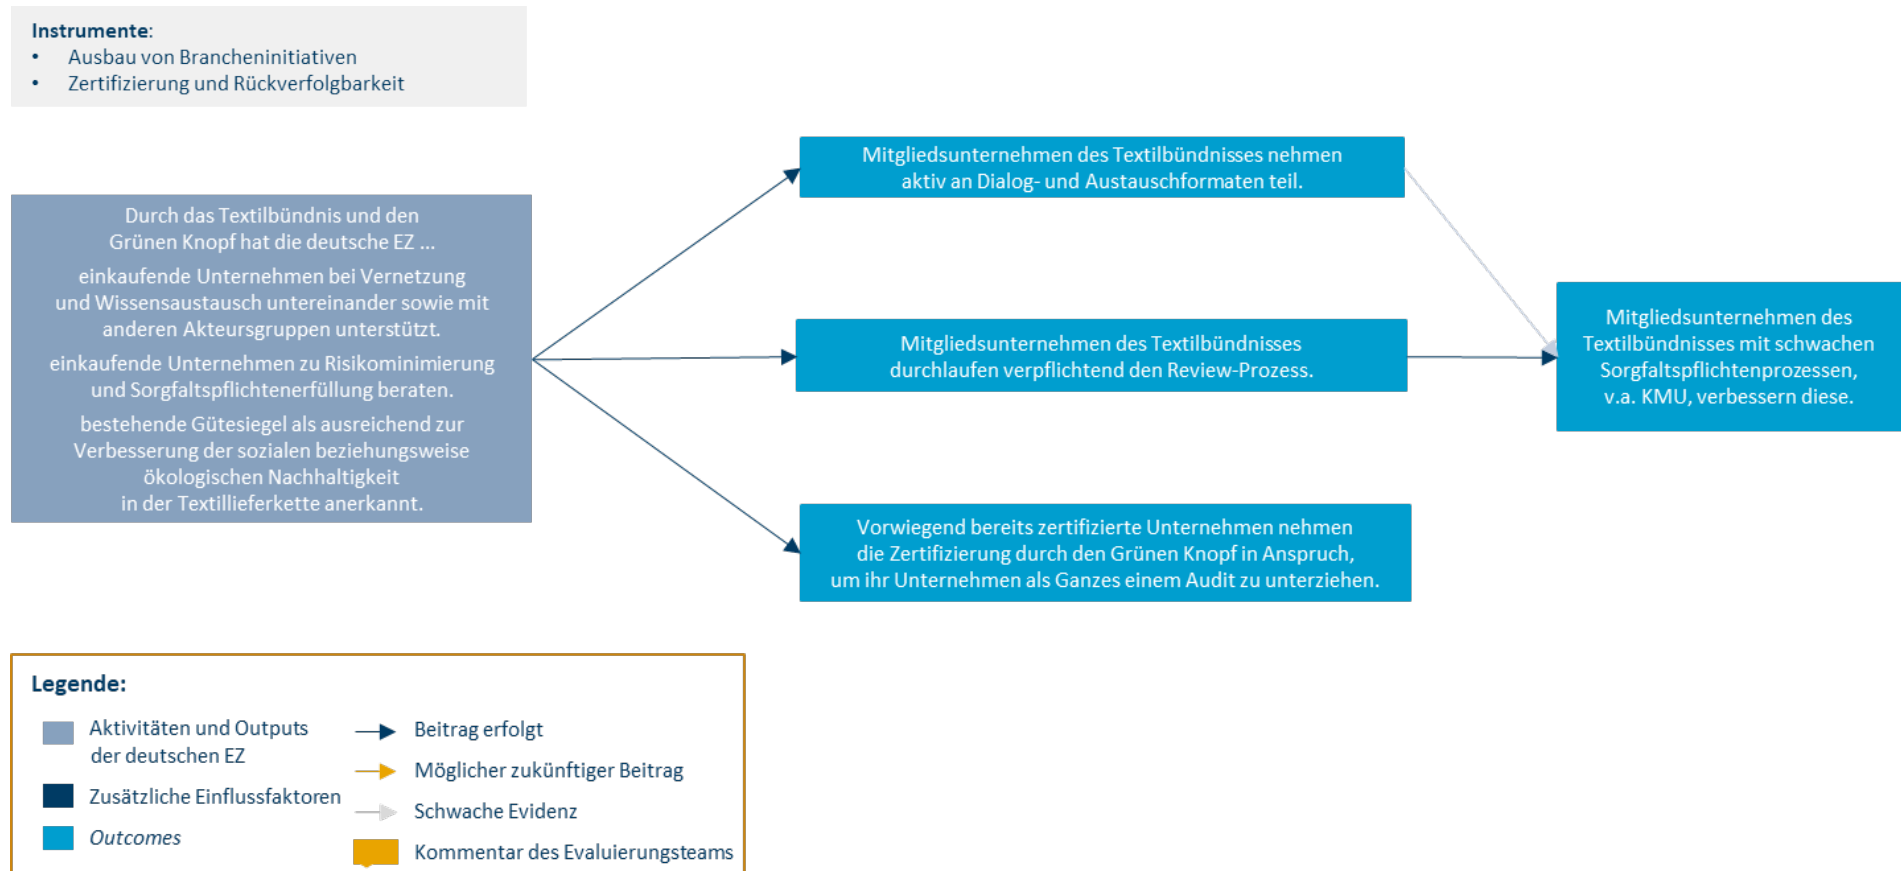 Instrumente:
• Ausbau von Brancheninitiativen
• Zertifizierung und Rückverfolgbarkeit
Durch das Textilbündnis und den
Grünen Knopf hat die deutsche EZ ...
einkaufende Unternehmen bei Vernetzung
und Wissensaustausch untereinander sowie mit
anderen Akteursgruppen unterstützt.
einkaufende Unternehmen zu Risikominimierung
und Sorgfaltspflichtenerfüllung beraten.
bestehende Gütesiegel als ausreichend zur
Verbesserung der sozialen beziehungsweise
ökologischen Nachhaltigkeit
in der Textillieferkette anerkannt.
Mitgliedsunternehmen des Textilbündnisses nehmen
aktiv an Dialog- und Austauschformaten teil.
Mitgliedsunternehmen des Textilbündnisses
durchlaufen verpflichtend den Review-Prozess.
Vorwiegend bereits zertifizierte Unternehmen nehmen
die Zertifizierung durch den Grünen Knopf in Anspruch,
um ihr Unternehmen als Ganzes einem Audit zu unterziehen.
Mitgliedsunternehmen des
Textilbündnisses mit schwachen
Sorgfaltspflichtenprozessen,
v.a. KMU, verbessern diese.
Legende:
Aktivitäten und Outputs
der deutschen EZ
Zusätzliche Einflussfaktoren
Outcomes
Beitrag erfolgt
Möglicher zukünftiger Beitrag
Schwache Evidenz
Kommentar des Evaluierungsteams